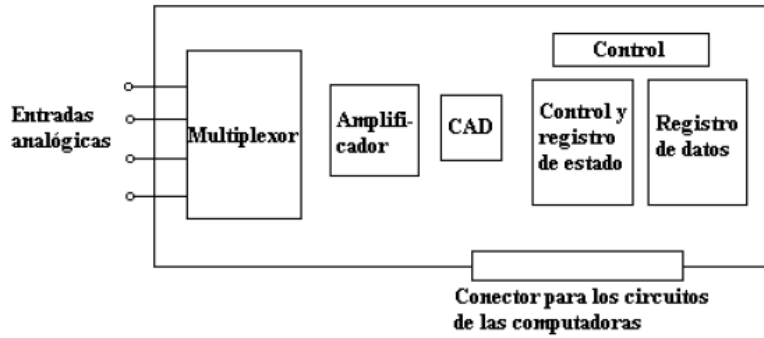 Entradas
analógicas
Multiplexor
Amplifi-
cador
CAD
Control
Control y
registro
de estado
Registro
de datos
Conector para los circuitos
de las computadoras